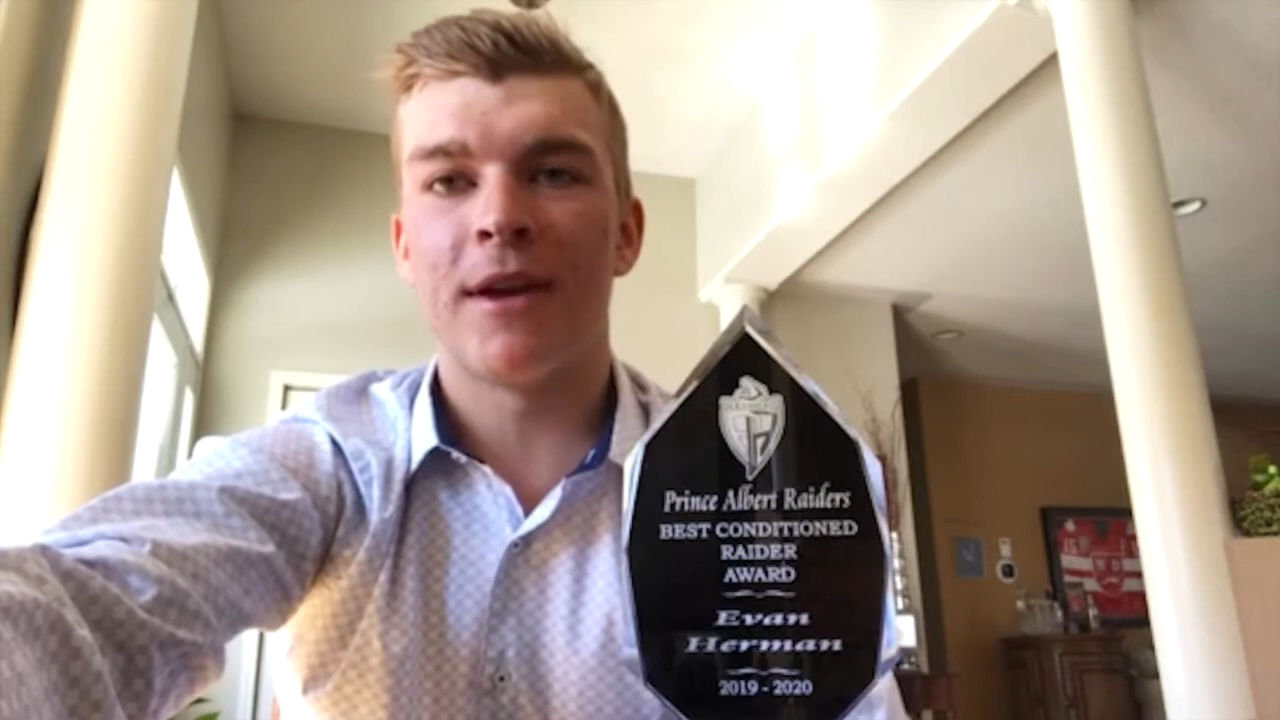 Prince Albert Raiders
BEST CONDITIONED
RAIDER
AWARD
Evan
Herman
2019 - 2020